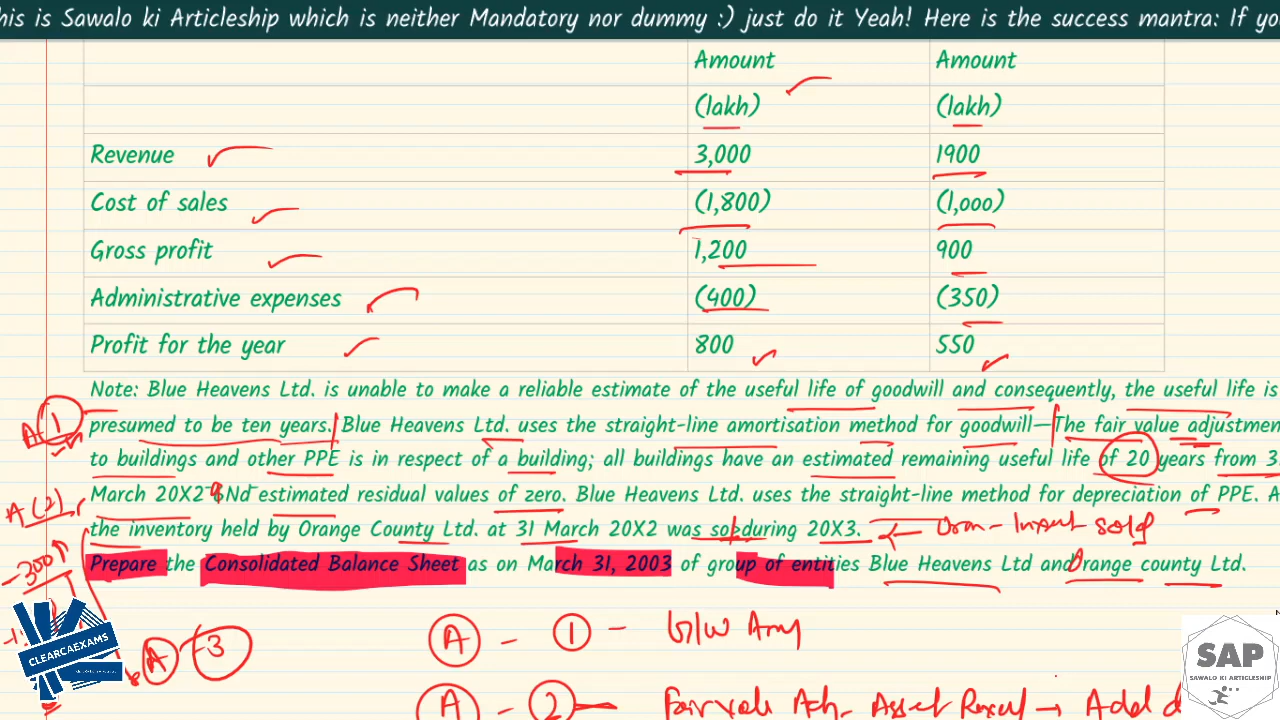 his is Sawalo ki Articleship which is neither Mandatory nor dummy :) just do it Yeah! Here is the success mantra: If yo
Amount Amount
(lakh) (lakh)
Revenue 3,000 1900
Cost of sales (1,800) (1,000)
Gross profit 1,200 900
Administrative expenses (400) (350)
Profit for the year 800 550
Note: Blue Heavens Ltd. is unable to make a reliable estimate of the useful life of goodwill and consequently, the useful life is
presumed to be ten years. Blue Heavens Ltd. uses the straight-line amortisation method for goodwill—The fair value adjustmen
to buildings and other PPE is in respect of a building; all buildings have an estimated remaining useful life of 20 years from 3
March 20X2 Nd estimated residual values of zero. Blue Heavens Ltd. uses the straight-line method for depreciation of PPE. A
the inventory held by Orange County Ltd. at 31 March 20X2 was so during 20X3.
Prepare the Consolidated Balance Sheet as on March 31, 2003 of group of entities Blue Heavens Ltd and Orange county Ltd.
A 1
A (2)
-300
A - 3
A - 1 - G/W
A - 2 Asset → Add
CLEARCAEXAMS
SAP
SAWALO KI ARTICLESHIP